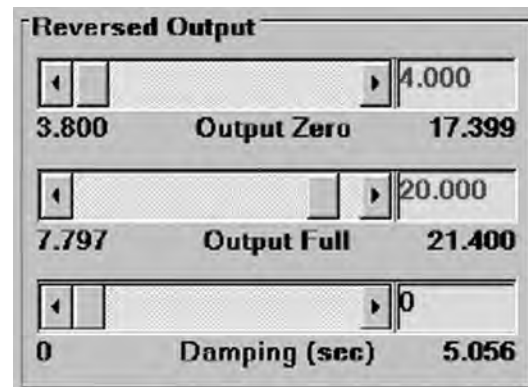 Reversed Output
4.000
3.800 Output Zero 17.399
20.000
7.797 Output Full 21.400
0
0 Damping (sec) 5.056